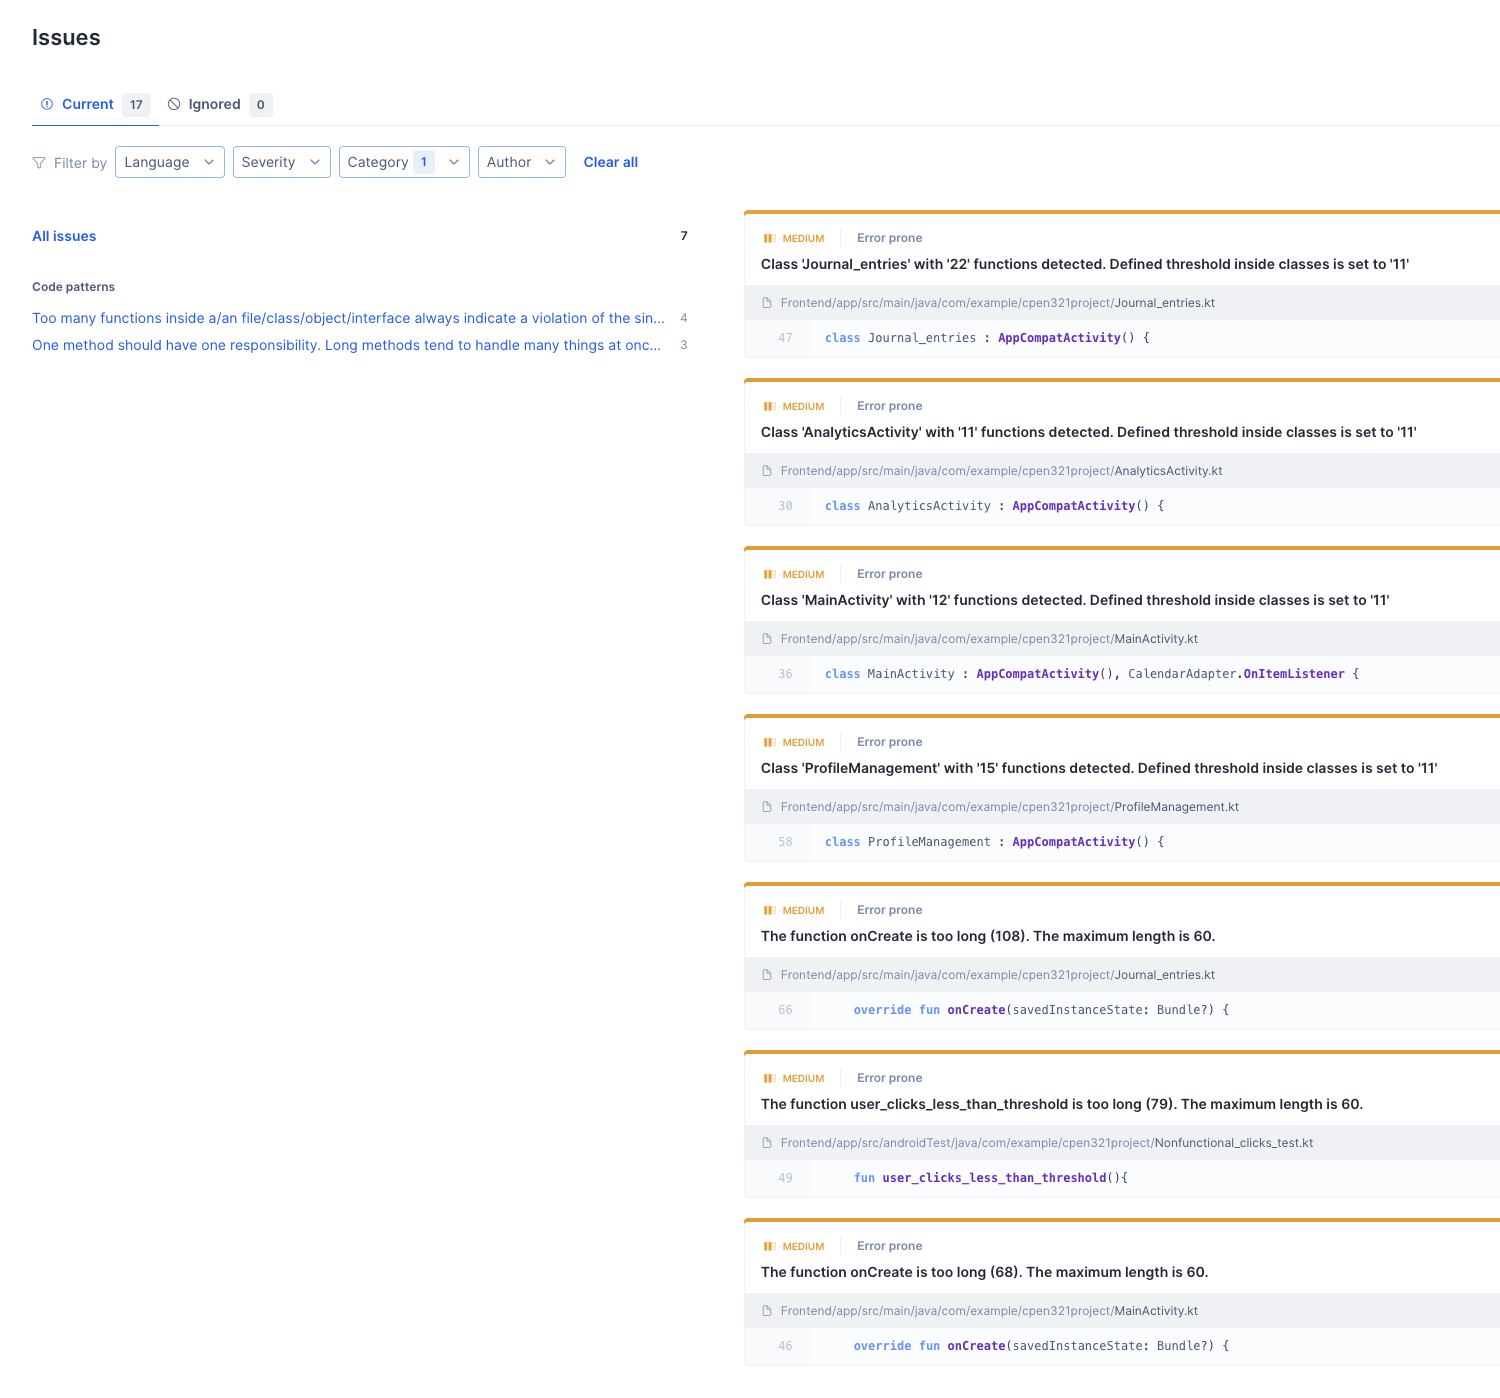 Issues
Current 17 Ignored 0
Filter by Language Severity Category 1 Author Clear all
All issues 7
Code patterns
Too many functions inside a/an file/class/object/interface always indicate a violation of the sin... 4
One method should have one responsibility. Long methods tend to handle many things at onc... 3
MEDIUM Error prone
Class 'Journal_entries' with '22' functions detected. Defined threshold inside classes is set to '11'
Frontend/app/src/main/java/com/example/cpen321project/Journal_entries.kt
47 class Journal_entries : AppCompatActivity() {
MEDIUM Error prone
Class 'AnalyticsActivity' with '11' functions detected. Defined threshold inside classes is set to '11'
Frontend/app/src/main/java/com/example/cpen321project/AnalyticsActivity.kt
30 class AnalyticsActivity : AppCompatActivity() {
MEDIUM Error prone
Class 'MainActivity' with '12' functions detected. Defined threshold inside classes is set to '11'
Frontend/app/src/main/java/com/example/cpen321project/MainActivity.kt
36 class MainActivity : AppCompatActivity(), CalendarAdapter.OnItemListener {
MEDIUM Error prone
Class 'ProfileManagement' with '15' functions detected. Defined threshold inside classes is set to '11'
Frontend/app/src/main/java/com/example/cpen321project/ProfileManagement.kt
58 class ProfileManagement : AppCompatActivity() {
MEDIUM Error prone
The function onCreate is too long (108). The maximum length is 60.
Frontend/app/src/main/java/com/example/cpen321project/Journal_entries.kt
66 override fun onCreate(savedInstanceState: Bundle?) {
MEDIUM Error prone
The function user_clicks_less_than_threshold is too long (79). The maximum length is 60.
Frontend/app/src/androidTest/java/com/example/cpen321project/Nonfunctional_clicks_test.kt
49 fun user_clicks_less_than_threshold(){
MEDIUM Error prone
The function onCreate is too long (68). The maximum length is 60.
Frontend/app/src/main/java/com/example/cpen321project/MainActivity.kt
46 override fun onCreate(savedInstanceState: Bundle?) {